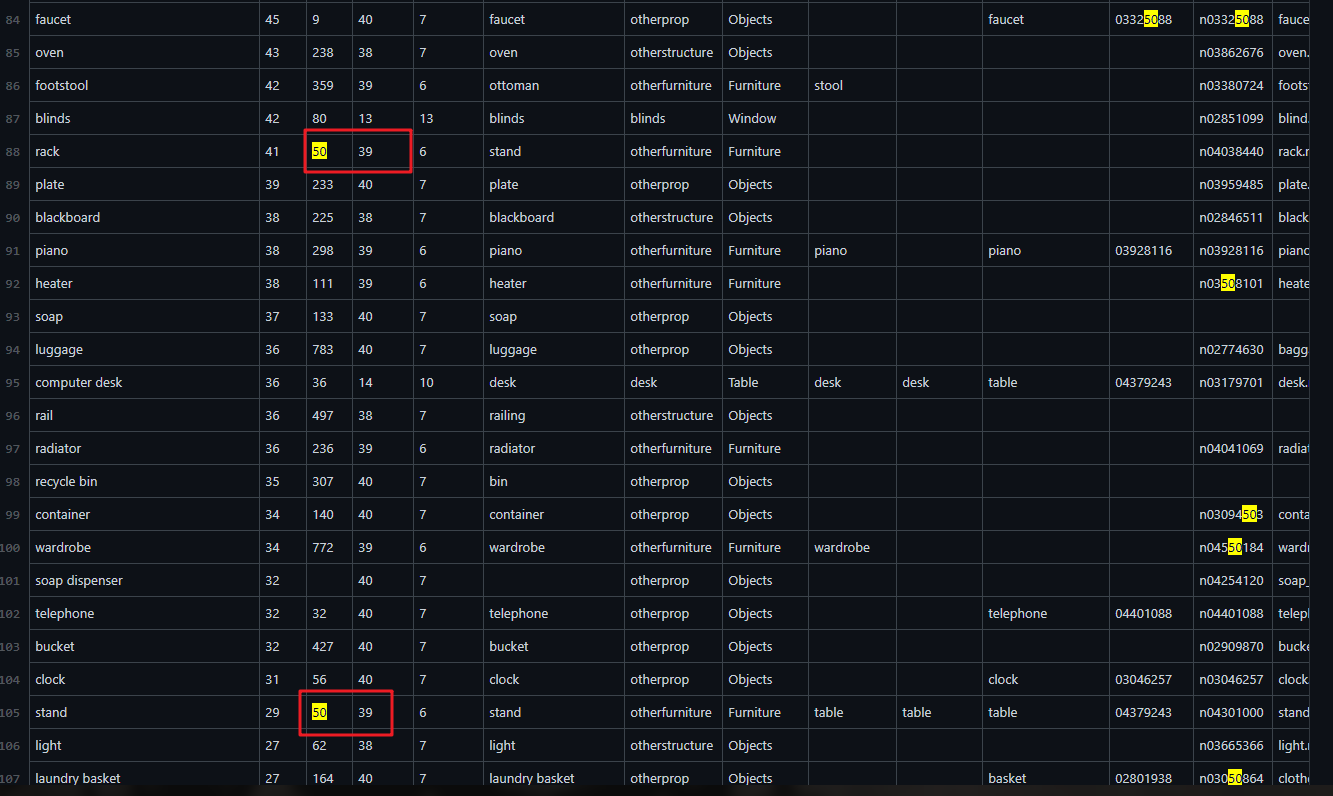 84 faucet 45 9 40 7 faucet otherprop Objects faucet 03325088 n03325088 fauce
85 oven 43 238 38 7 oven otherstructure Objects n03862676 oven.
86 footstool 42 359 39 6 ottoman otherfurniture Furniture stool n03380724 foots
87 blinds 42 80 13 13 blinds blinds Window n02851099 blind.
88 rack 41 50 39 6 stand otherfurniture Furniture n04038440 rack.r
89 plate 39 233 40 7 plate otherprop Objects n03959485 plate.
90 blackboard 38 225 38 7 blackboard otherstructure Objects n02846511 black
91 piano 38 298 39 6 piano otherfurniture Furniture piano piano 03928116 n03928116 piano
92 heater 38 111 39 6 heater otherfurniture Furniture n03508101 heate
93 soap 37 133 40 7 soap otherprop Objects
94 luggage 36 783 40 7 luggage otherprop Objects n02774630 bagg
95 computer desk 36 36 14 10 desk desk Table desk desk table 04379243 n03179701 desk.
96 rail 36 497 38 7 railing otherstructure Objects
97 radiator 36 236 39 6 radiator otherfurniture Furniture n04041069 radiat
98 recycle bin 35 307 40 7 bin otherprop Objects
99 container 34 140 40 7 container otherprop Objects n03094503 conta
100 wardrobe 34 772 39 6 wardrobe otherfurniture Furniture wardrobe n04550184 wardr
101 soap dispenser 32 40 7 otherprop Objects n04254120 soap_
102 telephone 32 32 40 7 telephone otherprop Objects telephone 04401088 n04401088 telep
103 bucket 32 427 40 7 bucket otherprop Objects n02909870 bucke
104 clock 31 56 40 7 clock otherprop Objects clock 03046257 n03046257 clock
105 stand 29 50 39 6 stand otherfurniture Furniture table table table 04379243 n04301000 stand
106 light 27 62 38 7 light otherstructure Objects n03665366 light.r
107 laundry basket 27 164 40 7 laundry basket otherprop Objects basket 02801938 n03050864 clothe